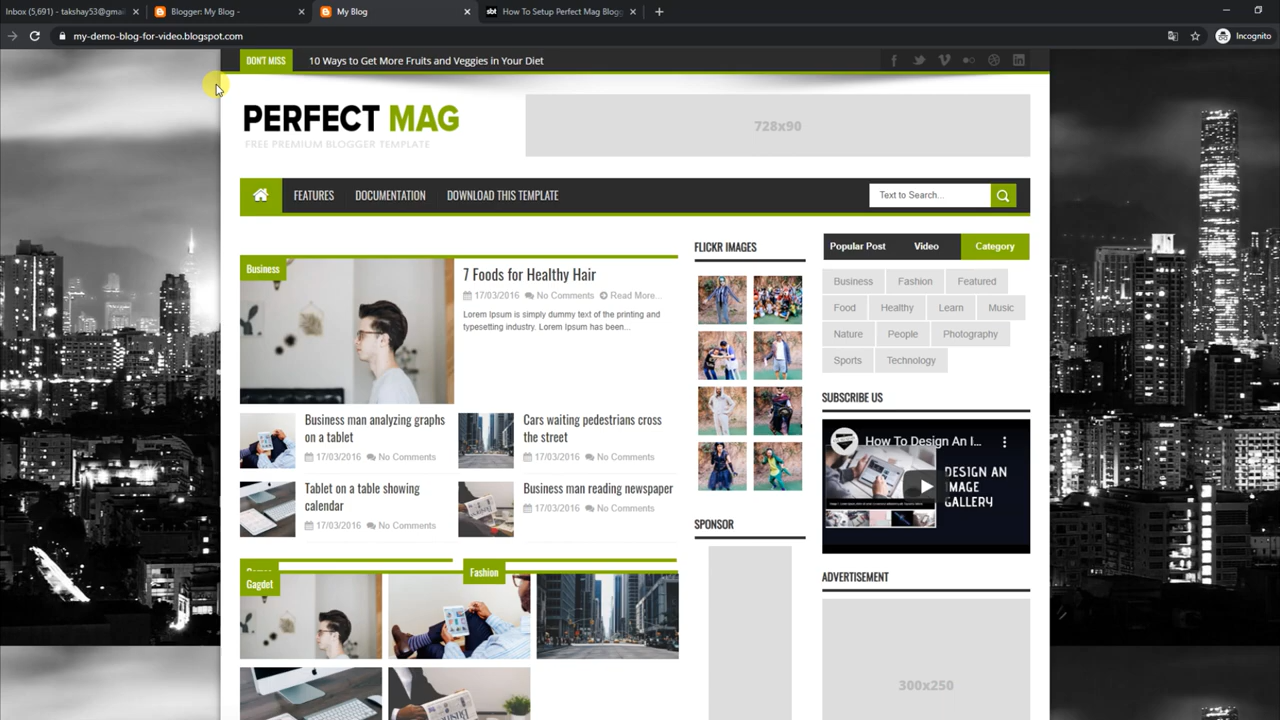 Inbox (5,691) - takshay53@gmai
Blogger: My Blog -
My Blog
sbt How To Setup Perfect Mag Blogg
my-demo-blog-for-video.blogspot.com
Incognito
DON'T MISS
10 Ways to Get More Fruits and Veggies in Your Diet
PERFECT MAG
FREE PREMIUM BLOGGER TEMPLATE
728x90
FEATURES
DOCUMENTATION
DOWNLOAD THIS TEMPLATE
Text to Search...
Business
7 Foods for Healthy Hair
17/03/2016 No Comments Read More...
Lorem Ipsum is simply dummy text of the printing and
typesetting industry. Lorem Ipsum has been...
Business man analyzing graphs
on a tablet
17/03/2016 No Comments
Cars waiting pedestrians cross
the street
17/03/2016 No Comments
Tablet on a table showing
calendar
17/03/2016 No Comments
Business man reading newspaper
17/03/2016 No Comments
Gagdet
Fashion
FLICKR IMAGES
SPONSOR
Popular Post
Video
Category
Business
Fashion
Featured
Food
Healthy
Learn
Music
Nature
People
Photography
Sports
Technology
SUBSCRIBE US
How To Design An I...
DESIGN AN
IMAGE
GALLERY
ADVERTISEMENT
300x250